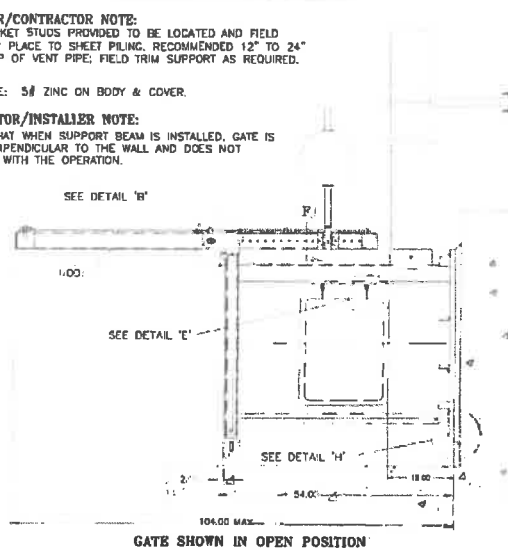 R/CONTRACTOR NOTE:
KET STUDS PROVIDED TO BE LOCATED AND FIELD
PLACE TO SHEET PILING. RECOMMENDED 12" TO 24"
P OF VENT PIPE; FIELD TRIM SUPPORT AS REQUIRED.
E: 5# ZINC ON BODY & COVER.
TOR/INSTALLER NOTE:
HAT WHEN SUPPORT BEAM IS INSTALLED, GATE IS
RPENDICULAR TO THE WALL AND DOES NOT
WITH THE OPERATION.
SEE DETAIL 'B'
F
SEE DETAIL 'E'
SEE DETAIL 'H'
18.00
54.00
104.00 MAX
GATE SHOWN IN OPEN POSITION